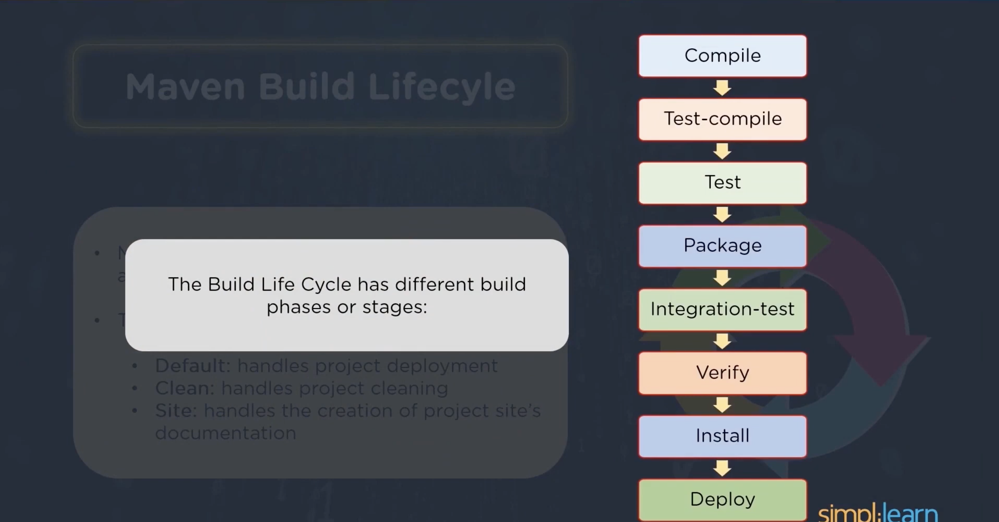 Maven Build Lifecyle
The Build Life Cycle has different build
phases or stages:
• Default: handles project deployment
• Clean: handles project cleaning
• Site: handles the creation of project site's
documentation
Compile
Test-compile
Test
Package
Integration-test
Verify
Install
Deploy
simpl;learn